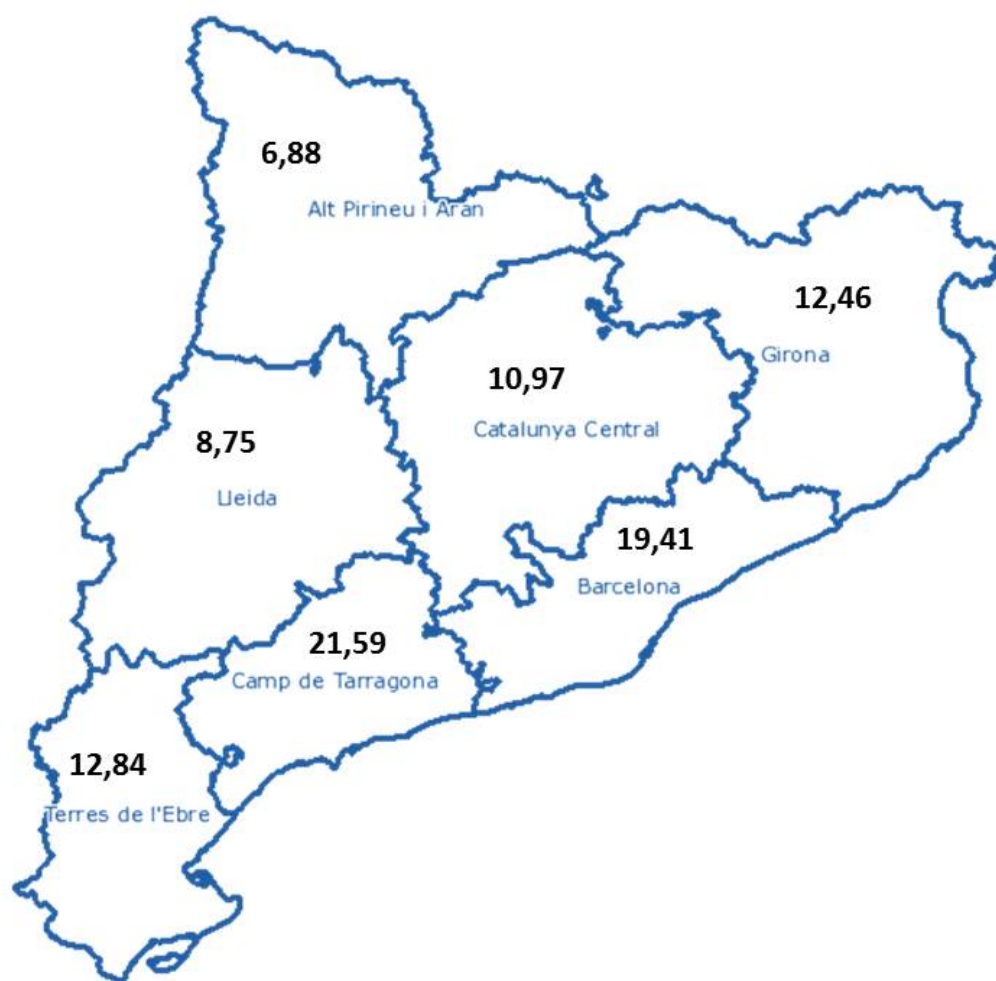 6,88
Alt Pirineu i Aran
12,46
Girona
10,97
Catalunya Central
8,75
Lleida
19,41
Barcelona
21,59
Camp de Tarragona
12,84
Terres de l'Ebre